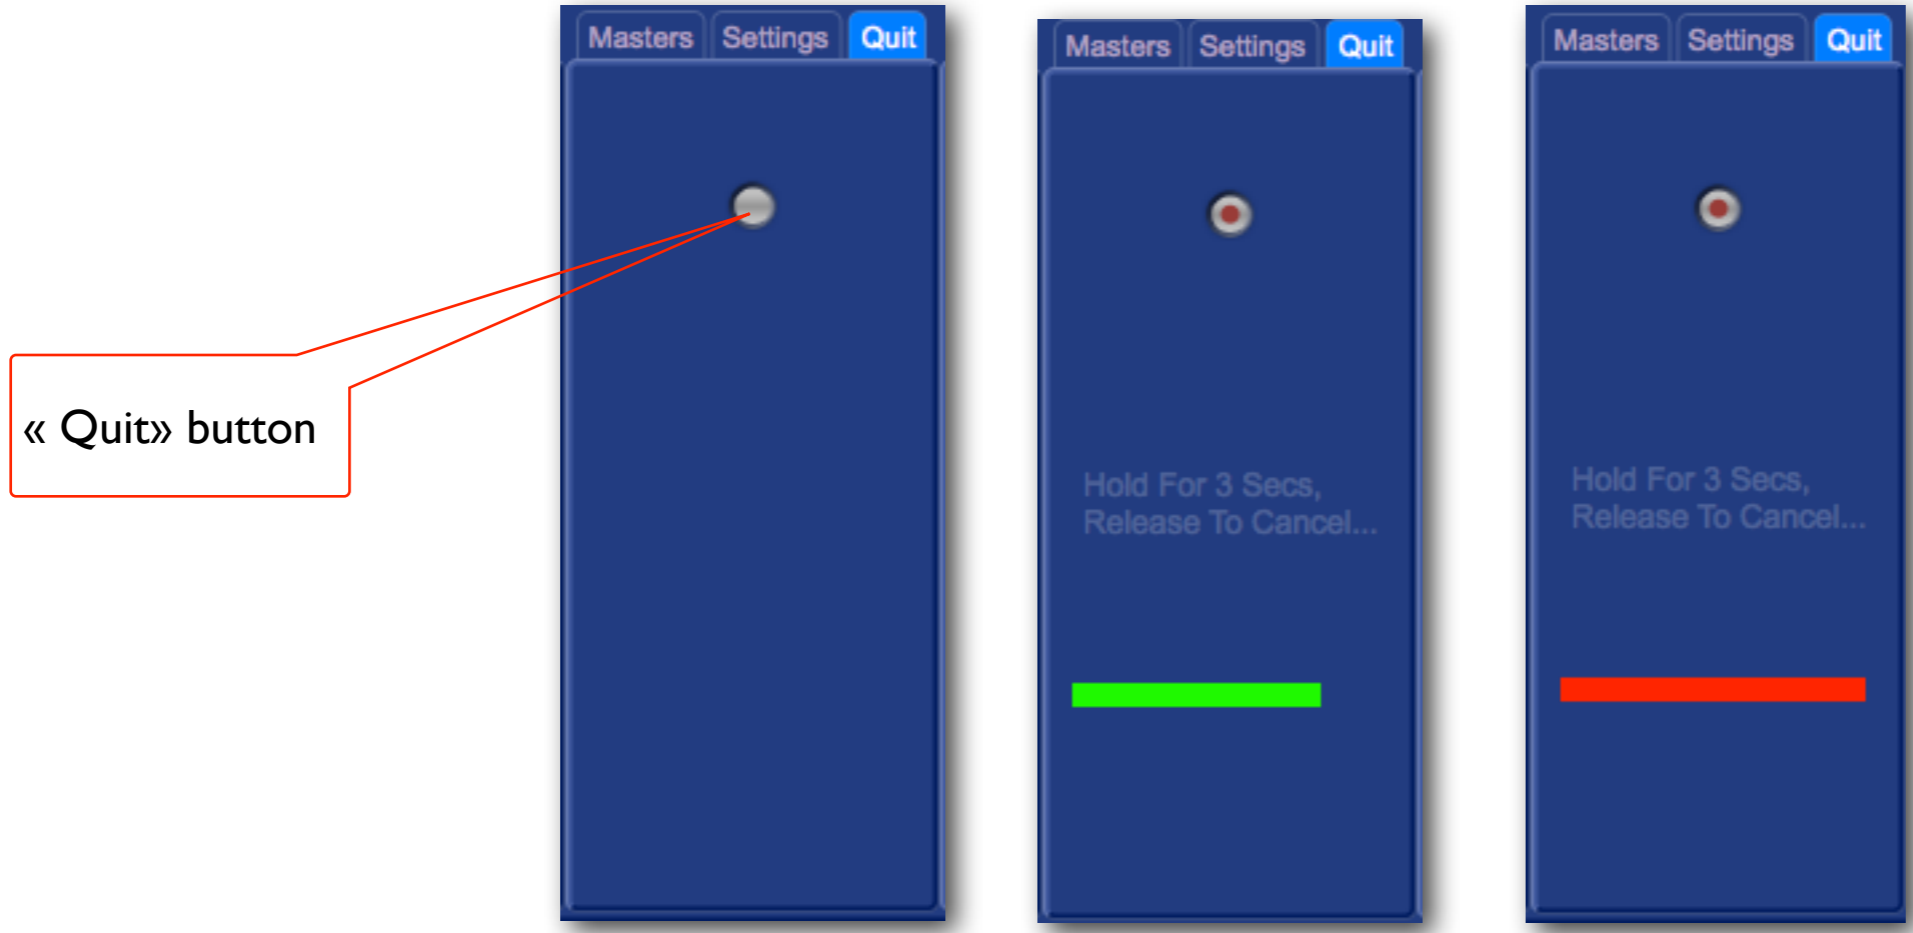 Masters Settings Quit
Masters Settings Quit
Masters Settings Quit
« Quit» button
Hold For 3 Secs,
Release To Cancel...
Hold For 3 Secs,
Release To Cancel...